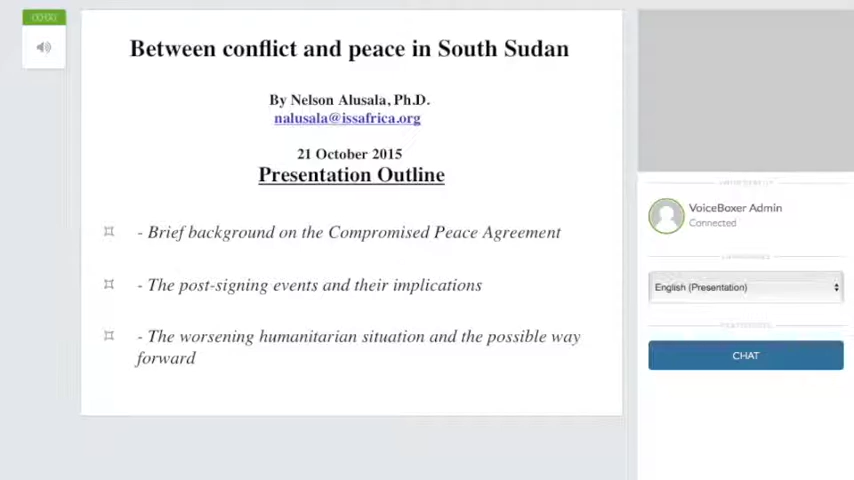 00:00
Between conflict and peace in South Sudan
By Nelson Alusala, Ph.D.
nalusala@issafrica.org
21 October 2015
Presentation Outline
- Brief background on the Compromised Peace Agreement
- The post-signing events and their implications
- The worsening humanitarian situation and the possible way
forward
VoiceBoxer Admin
Connected
English (Presentation)
CHAT